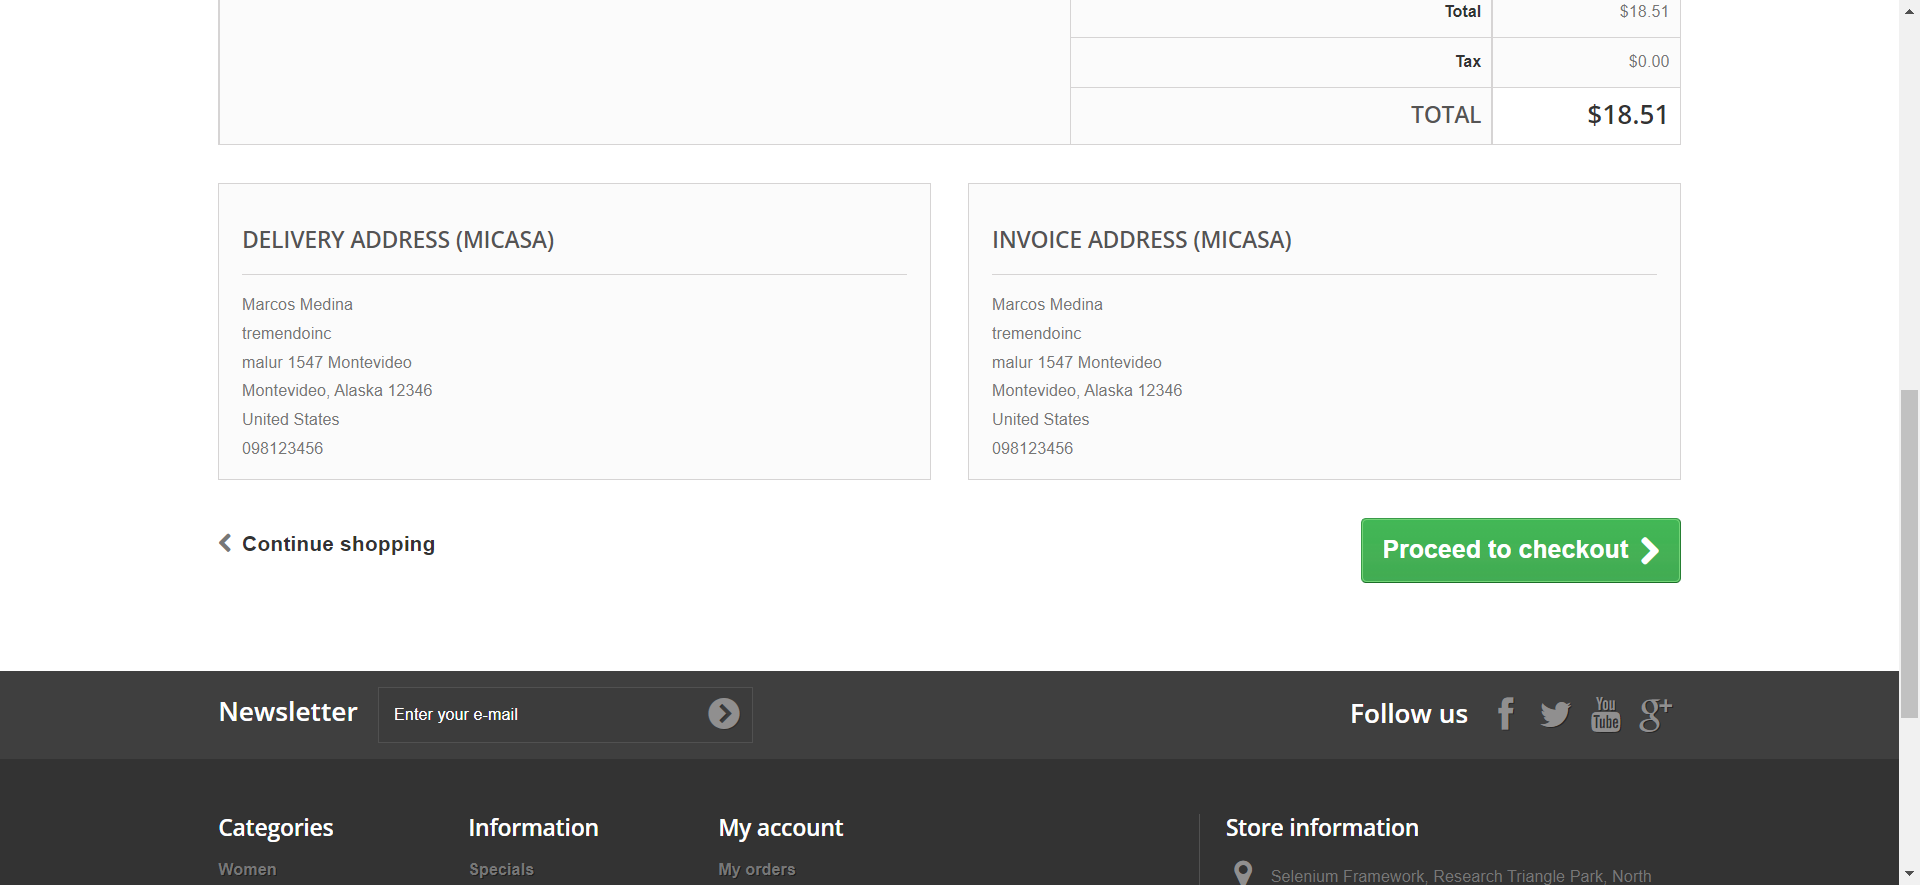 Total $18.51
Tax $0.00
TOTAL $18.51
DELIVERY ADDRESS (MICASA)
Marcos Medina
tremendoinc
malur 1547 Montevideo
Montevideo, Alaska 12346
United States
098123456
INVOICE ADDRESS (MICASA)
Marcos Medina
tremendoinc
malur 1547 Montevideo
Montevideo, Alaska 12346
United States
098123456
Continue shopping
Proceed to checkout
Newsletter
Enter your e-mail
Follow us
You
Tube
g+
Categories
Women
Information
Specials
My account
My orders
Store information
Selenium Framework, Research Triangle Park, North